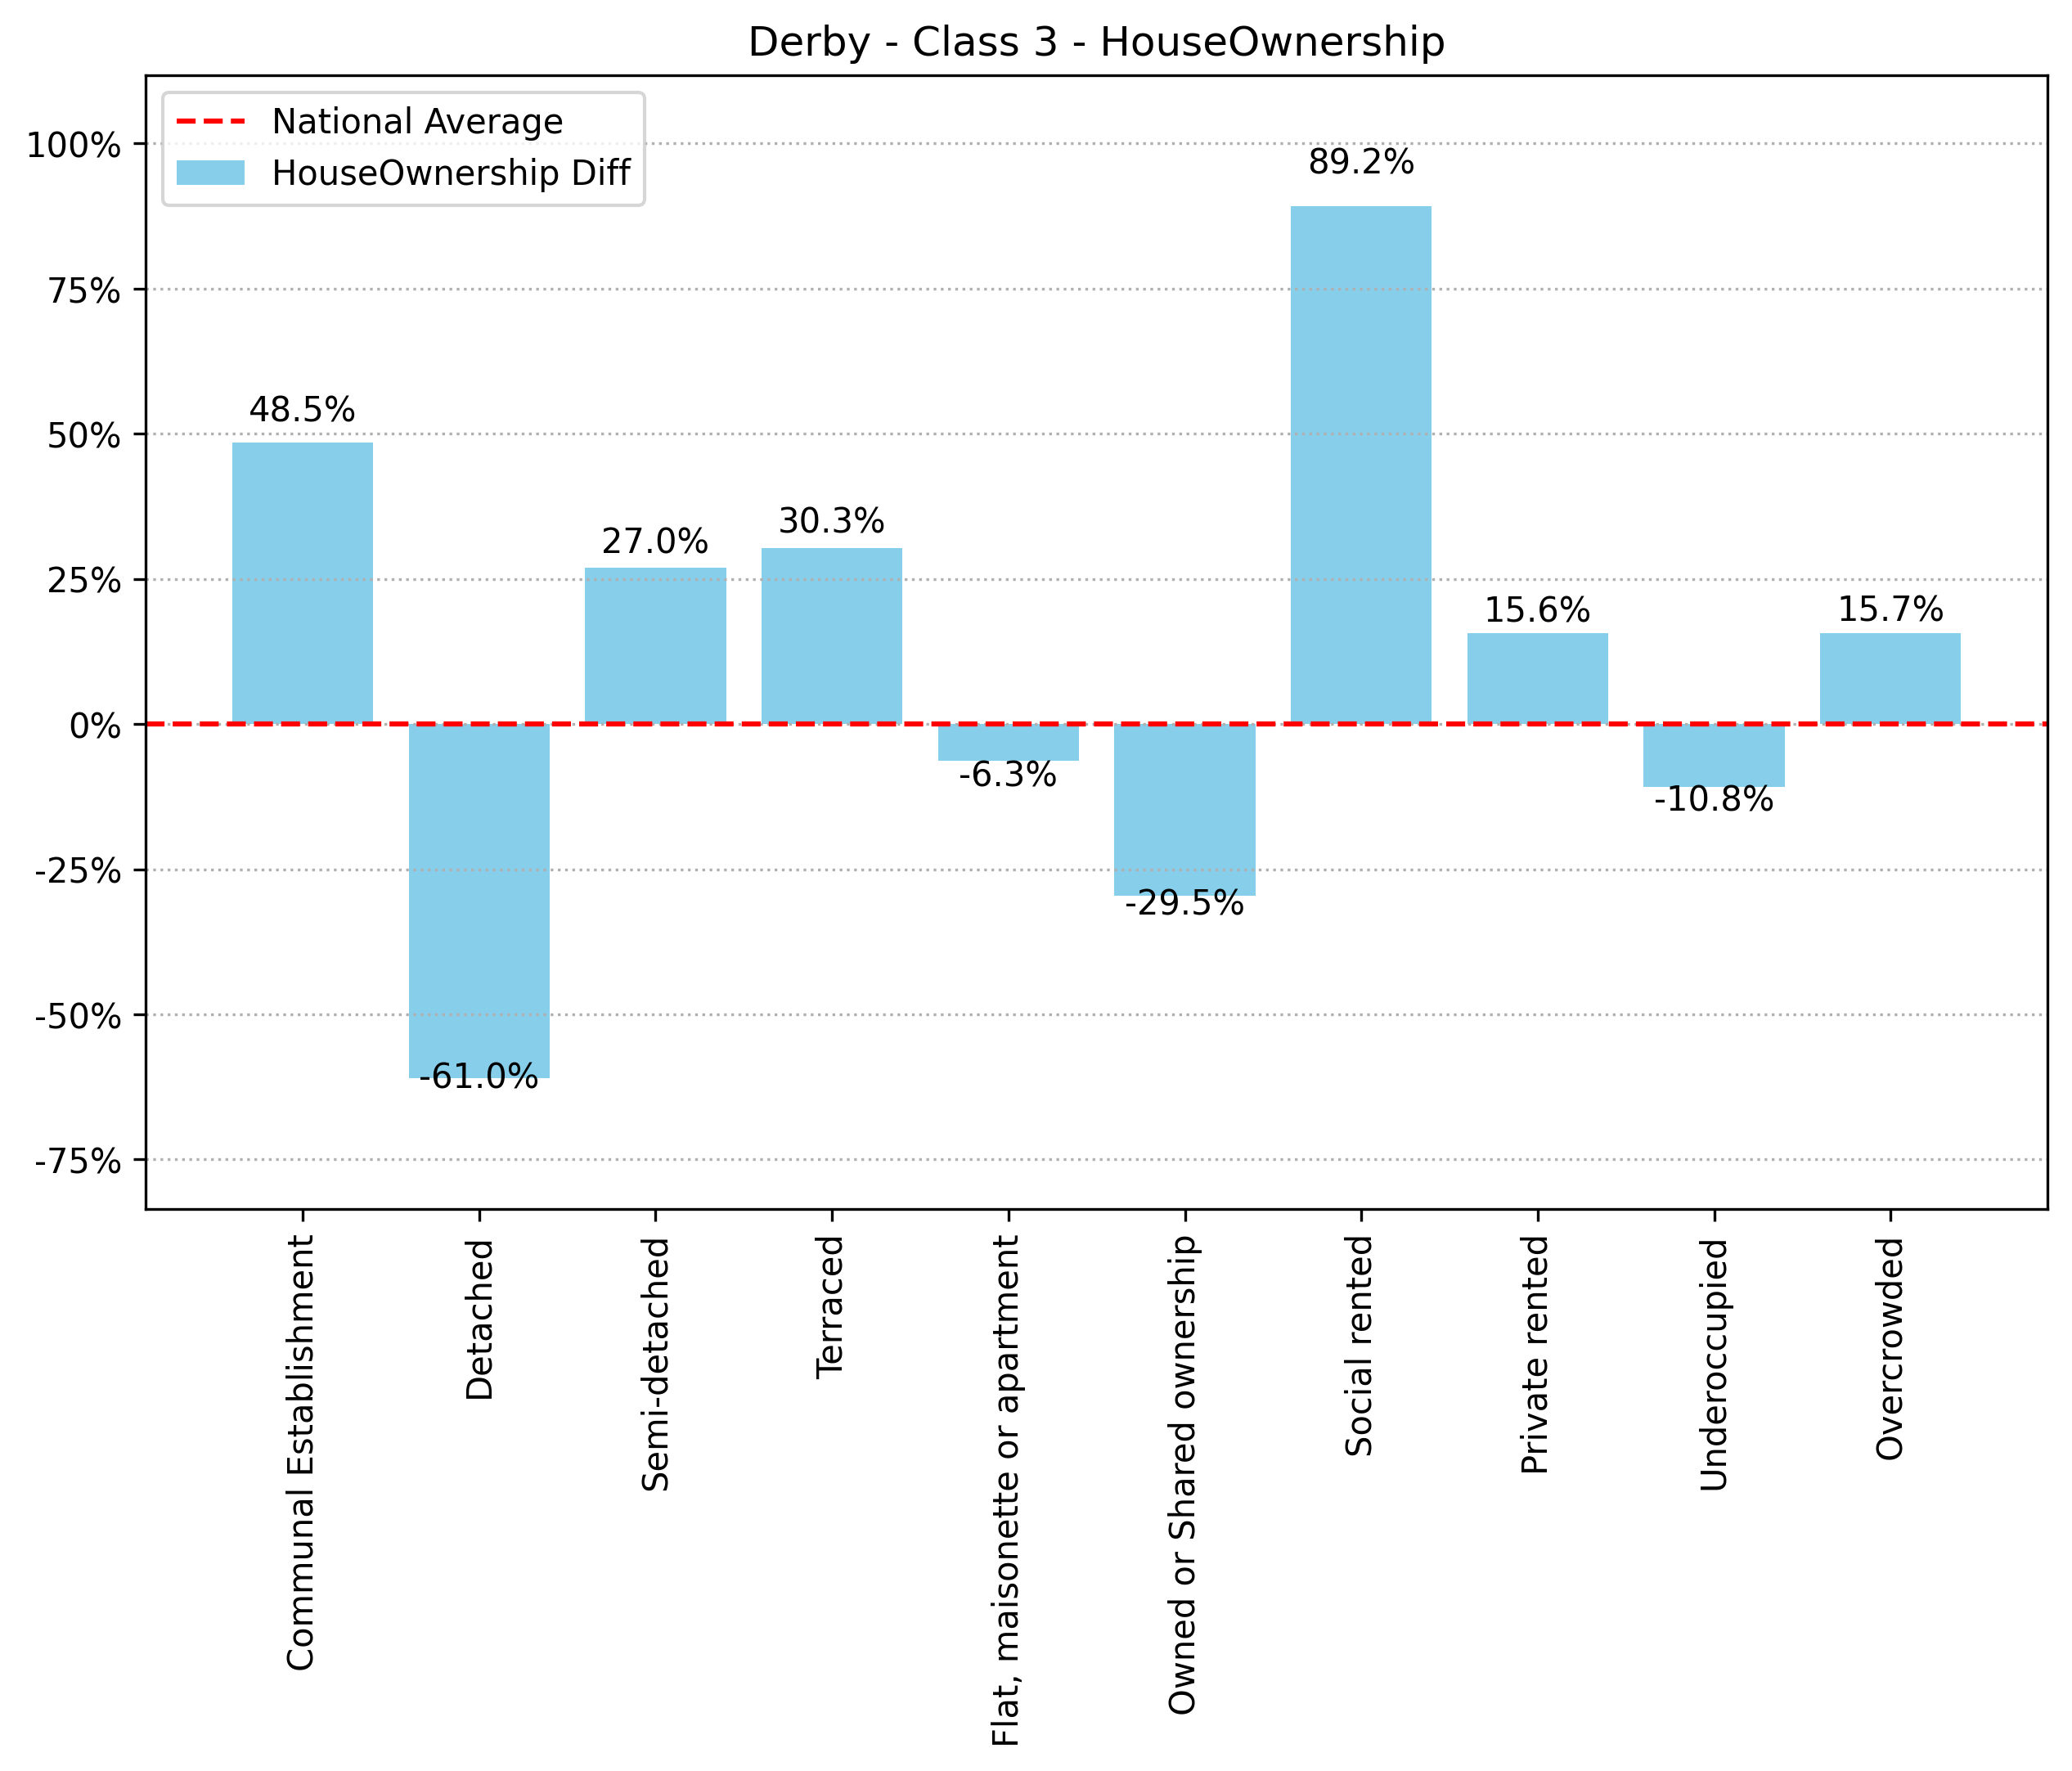 Derby - Class 3 - HouseOwnership
National Average
HouseOwnership Diff
100%
75%
50%
25%
0%
-25%
-50%
-75%
48.5%
-61.0%
27.0%
30.3%
-6.3%
-29.5%
89.2%
15.6%
-10.8%
15.7%
Communal Establishment
Detached
Semi-detached
Terraced
Flat, maisonette or apartment
Owned or Shared ownership
Social rented
Private rented
Underoccupied
Overcrowded